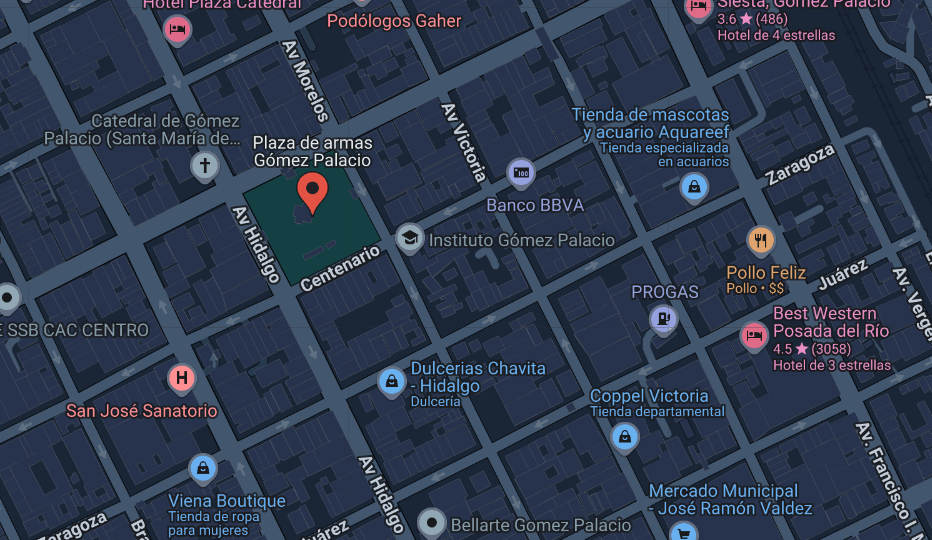 Hotel Plaza Catedral
Podólogos Gaher
Siesta, Gómez Palacio
3.6 ★ (486)
Hotel de 4 estrellas
Av Morelos
Av Victoria
Catedral de Gómez
Palacio (Santa María de...
Plaza de armas
Gómez Palacio
Tienda de mascotas
y acuario Aquareef
Tienda especializada
en acuarios
Zaragoza
Banco BBVA
Av Hidalgo
Instituto Gómez Palacio
Centenario
Pollo Feliz
Pollo • $$
Juárez
PROGAS
SSB CAC CENTRO
Best Western
Posada del Río
4.5 ★ (3058)
Hotel de 3 estrellas
Dulcerias Chavita
- Hidalgo
Dulcería
San José Sanatorio
Coppel Victoria
Tienda departamental
Av Hidalgo
Viena Boutique
Tienda de ropa
para mujeres
Mercado Municipal
- José Ramón Valdez
Bellarte Gomez Palacio
Zaragoza
Juárez
Av. Francisco I.